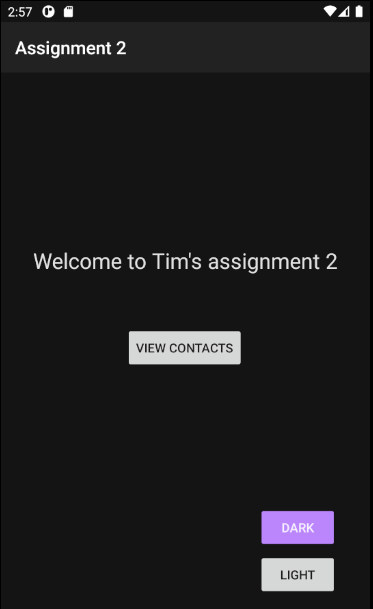 2:57
Assignment 2
Welcome to Tim's assignment 2
VIEW CONTACTS
DARK
LIGHT